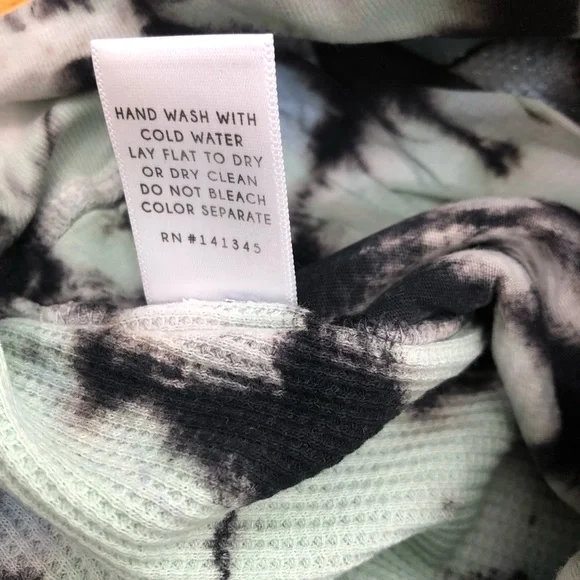 HAND WASH WITH
COLD WATER
LAY FLAT TO DRY
OR DRY CLEAN
DO NOT BLEACH
COLOR SEPARATE
RN #141345